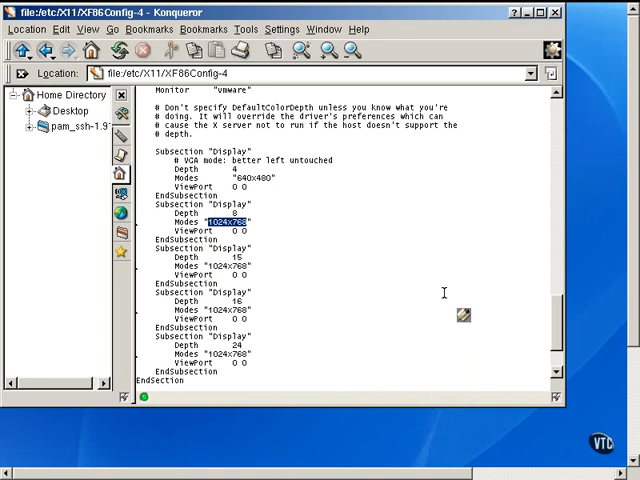 file:/etc/X11/XF86Config-4 - Konqueror
Location Edit View Go Bookmarks Bookmarks Tools Settings Window Help
Location: file:/etc/X11/XF86Config-4
Home Directory
Desktop
pam_ssh-1.9
Monitor "vmware"
# Don't specify DefaultColorDepth unless you know what you're
# doing. It will override the driver's preferences which can
# cause the X server not to run if the host doesn't support the
# depth.
Subsection "Display"
# VGA mode: better left untouched
Depth 4
Modes "640x480"
ViewPort 0 0
EndSubsection
Subsection "Display"
Depth 8
Modes "1024x768"
ViewPort 0 0
EndSubsection
Subsection "Display"
Depth 15
Modes "1024x768"
ViewPort 0 0
EndSubsection
Subsection "Display"
Depth 16
Modes "1024x768"
ViewPort 0 0
EndSubsection
Subsection "Display"
Depth 24
Modes "1024x768"
ViewPort 0 0
EndSubsection
EndSection
VTC